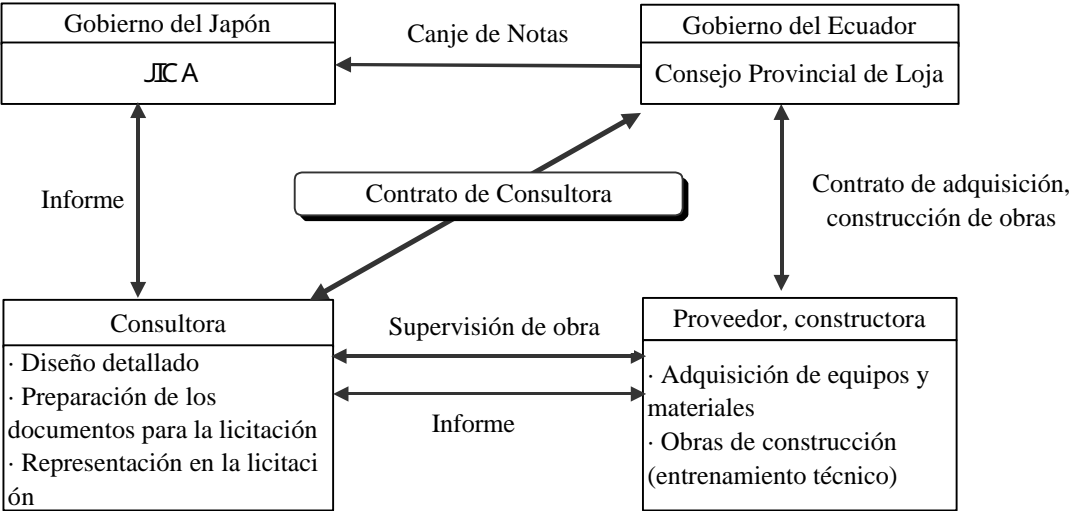 Gobierno del Japón
JICA
Canje de Notas
Gobierno del Ecuador
Consejo Provincial de Loja
Informe
Contrato de Consultora
Contrato de adquisición,
construcción de obras
Consultora
· Diseño detallado
· Preparación de los
documentos para la licitación
· Representación en la licitaci
ón
Supervisión de obra
Informe
Proveedor, constructora
· Adquisición de equipos y
materiales
· Obras de construcción
(entrenamiento técnico)